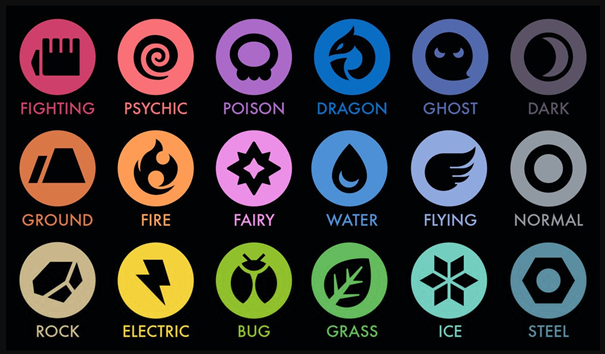 FIGHTING PSYCHIC POISON DRAGON GHOST DARK
GROUND FIRE FAIRY WATER FLYING NORMAL
ROCK ELECTRIC BUG GRASS ICE STEEL